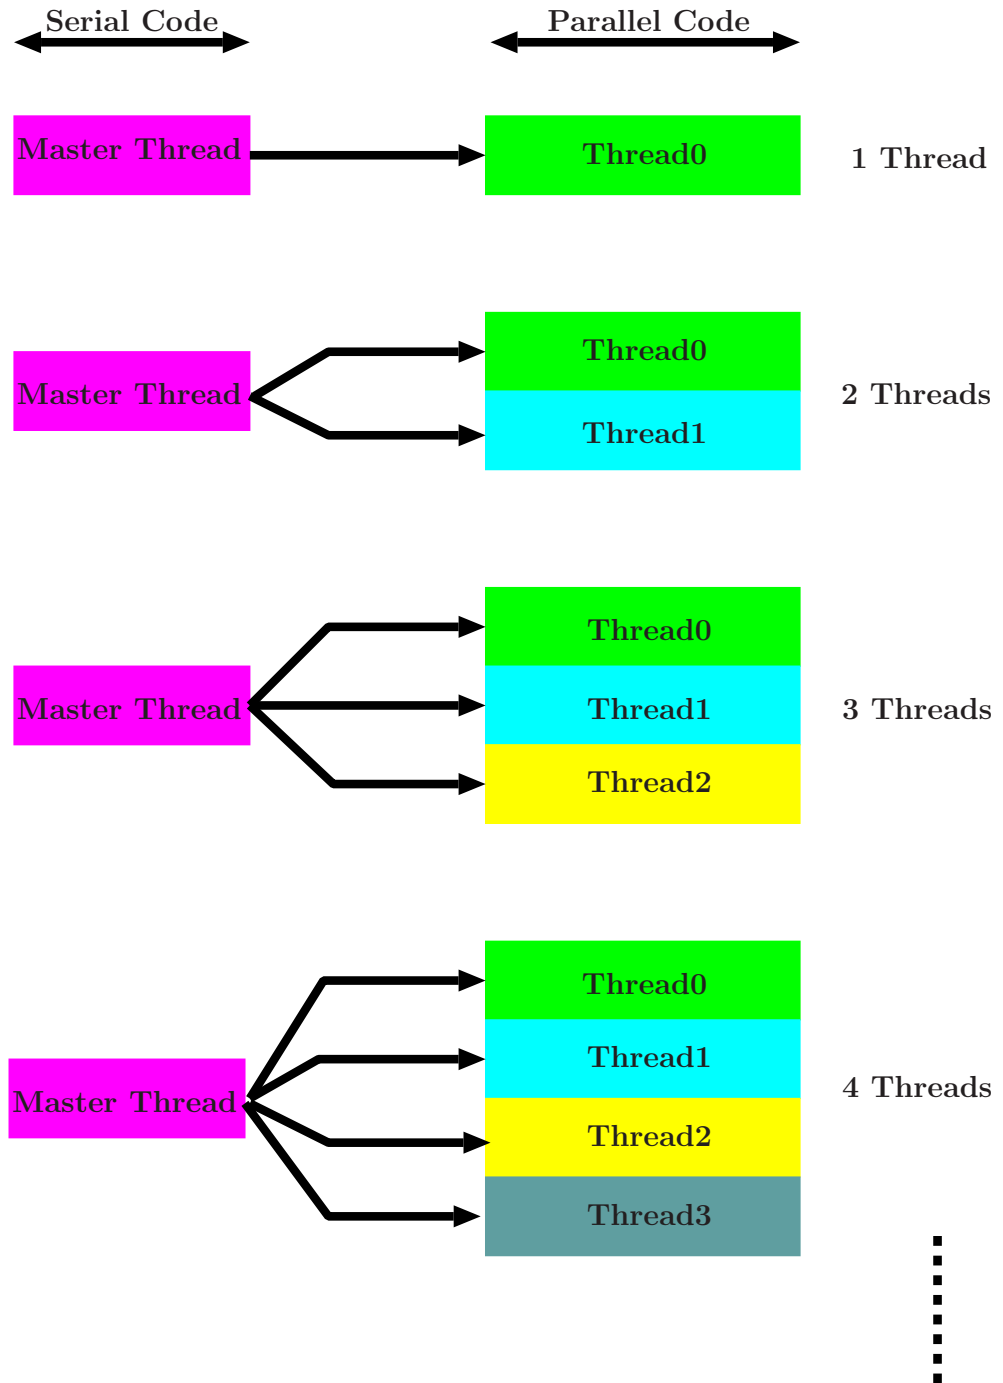 Serial Code
Parallel Code
Master Thread
Thread0
1 Thread
Master Thread
Thread0
Thread1
2 Threads
Master Thread
Thread0
Thread1
Thread2
3 Threads
Master Thread
Thread0
Thread1
Thread2
Thread3
4 Threads